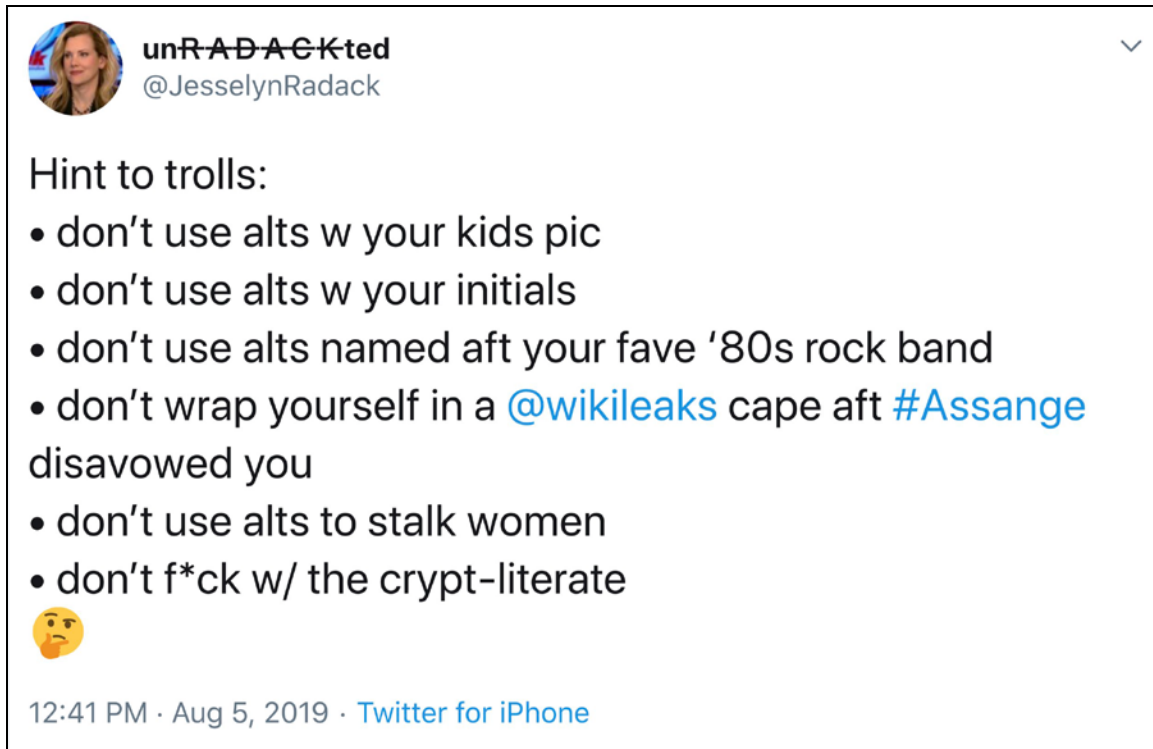 unRADACKted
@JesselynRadack
Hint to trolls:
• don’t use alts w your kids pic
• don’t use alts w your initials
• don’t use alts named aft your fave ‘80s rock band
• don’t wrap yourself in a @wikileaks cape aft #Assange
disavowed you
• don’t use alts to stalk women
• don’t f*ck w/ the crypt-literate
🤔
12:41 PM · Aug 5, 2019 · Twitter for iPhone